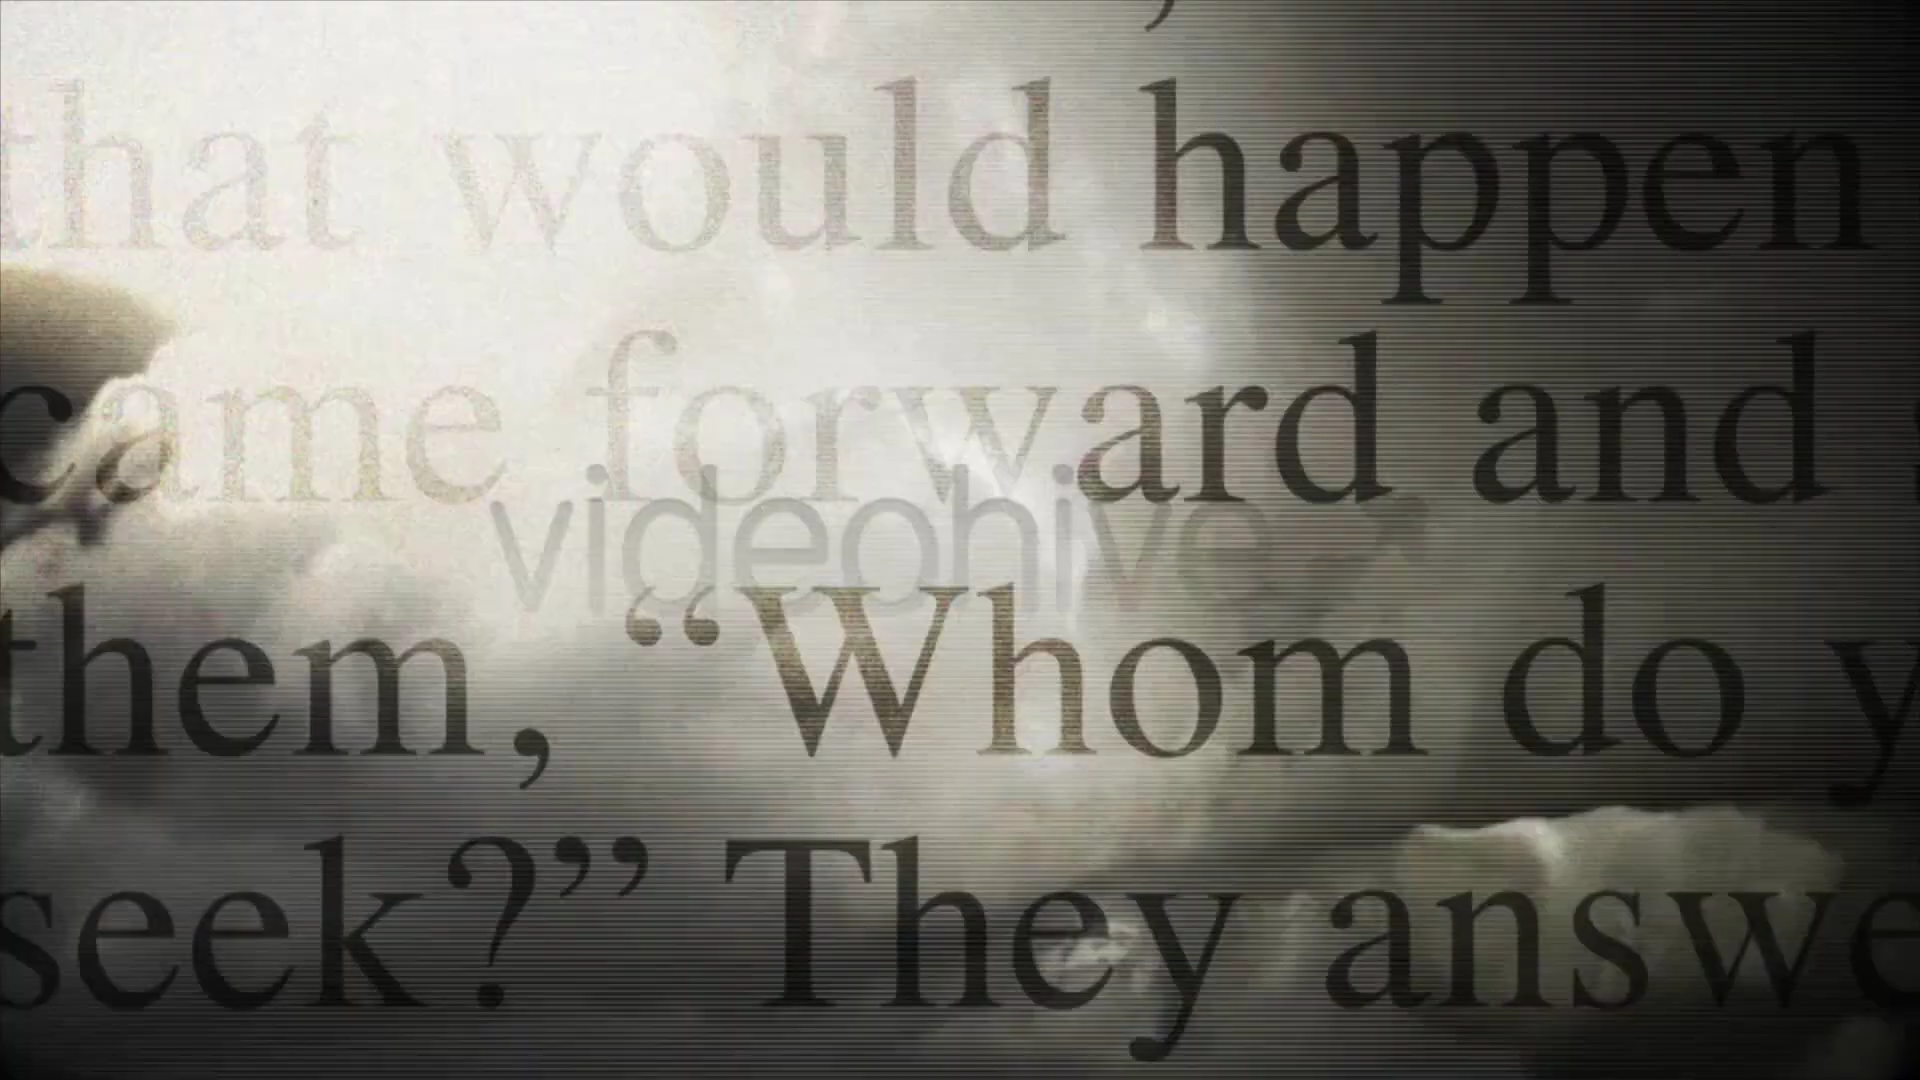 that would happen
came forward and
videohive
them, “Whom do y
seek?” They answe